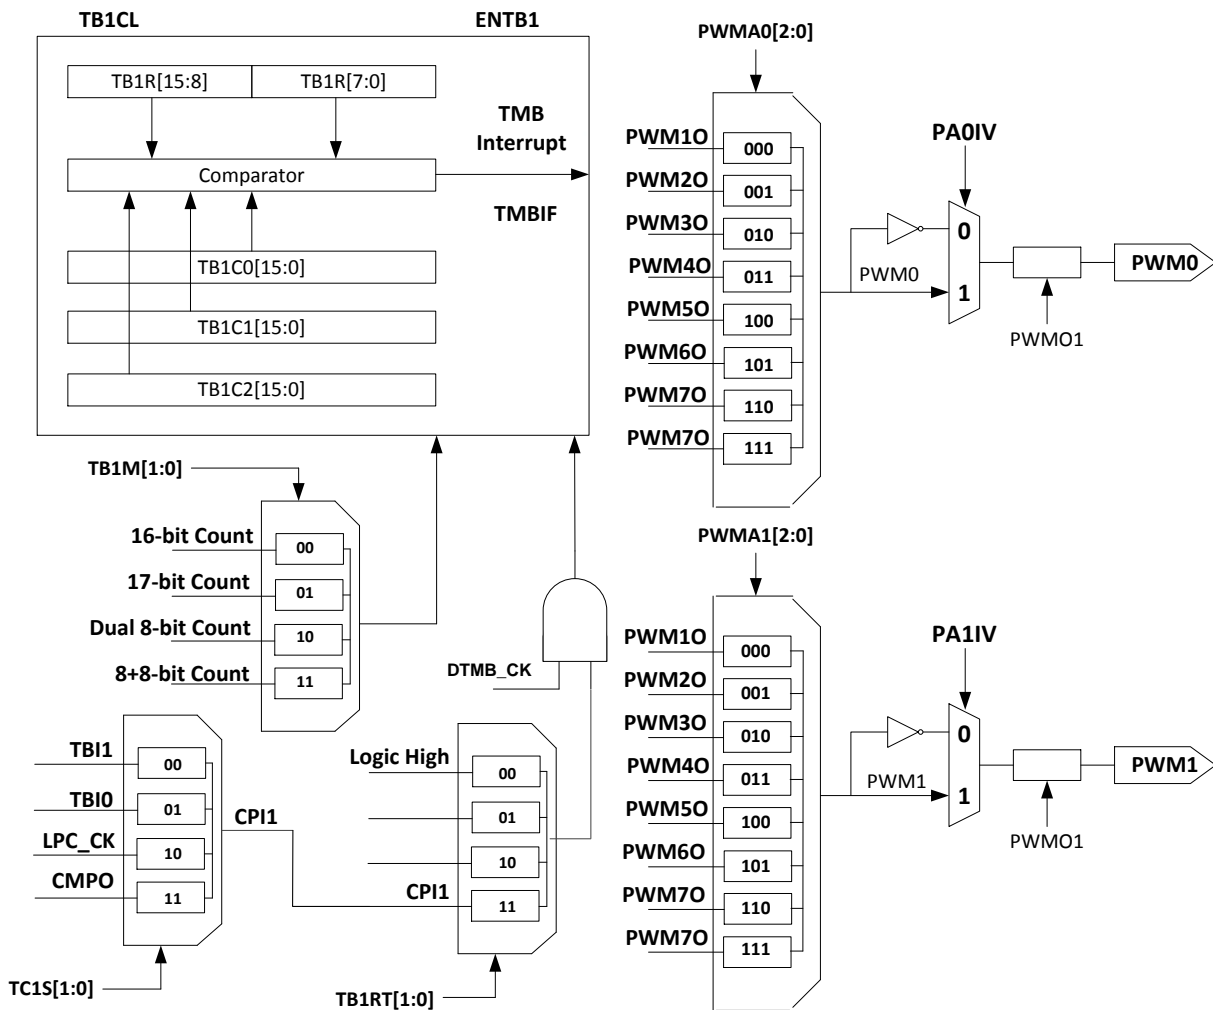 TB1CL
ENTB1
TB1R[15:8]
TB1R[7:0]
TMB
Interrupt
Comparator
TMBIF
TB1C0[15:0]
TB1C1[15:0]
TB1C2[15:0]
TB1M[1:0]
16-bit Count
00
17-bit Count
01
Dual 8-bit Count
10
8+8-bit Count
11
DTMB_CK
TBI1
00
TBI0
01
LPC_CK
10
CMPO
11
CPI1
TC1S[1:0]
Logic High
00
01
10
CPI1
11
TB1RT[1:0]
PWMA0[2:0]
PWM1O
000
PWM2O
001
PWM3O
010
PWM4O
011
PWM5O
100
PWM6O
101
PWM7O
110
PWM7O
111
PWM0
PA0IV
0
1
PWMO1
PWM0
PWMA1[2:0]
PWM1O
000
PWM2O
001
PWM3O
010
PWM4O
011
PWM5O
100
PWM6O
101
PWM7O
110
PWM7O
111
PWM1
PA1IV
0
1
PWMO1
PWM1